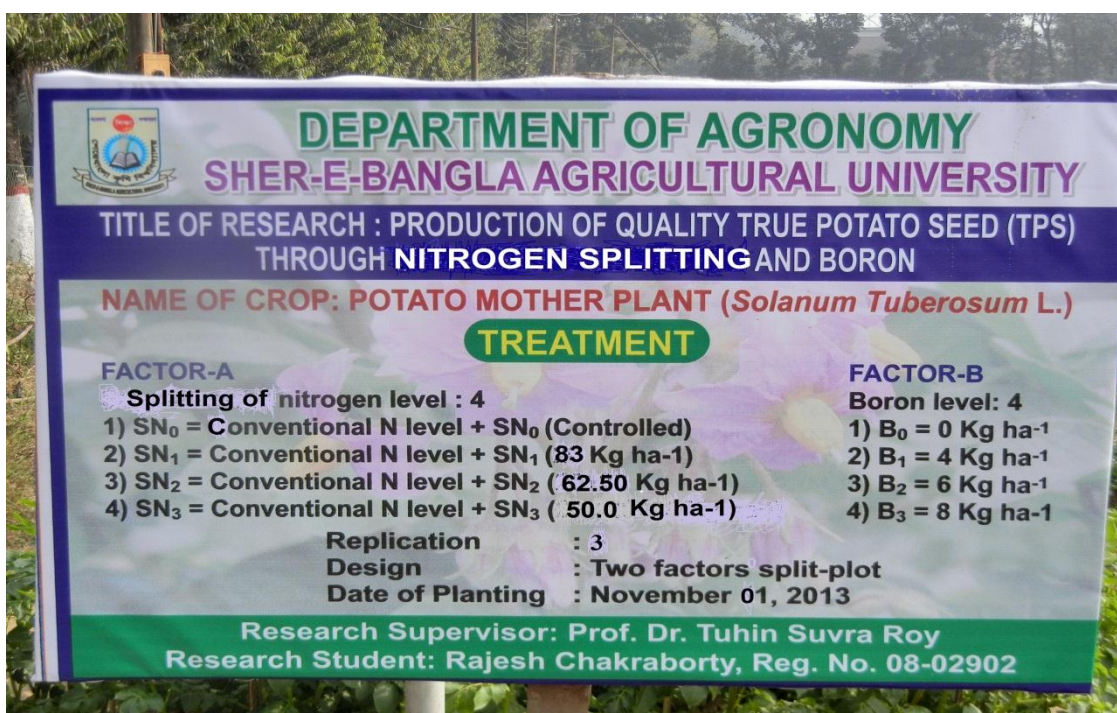 DEPARTMENT OF AGRONOMY
SHER-E-BANGLA AGRICULTURAL UNIVERSITY
TITLE OF RESEARCH : PRODUCTION OF QUALITY TRUE POTATO SEED (TPS)
THROUGH NITROGEN SPLITTING AND BORON
NAME OF CROP: POTATO MOTHER PLANT (Solanum Tuberosum L.)
TREATMENT
FACTOR-A
Splitting of nitrogen level : 4
1) SN₀ = Conventional N level + SN₀ (Controlled)
2) SN₁ = Conventional N level + SN₁ (83 Kg ha-1)
3) SN₂ = Conventional N level + SN₂ (62.50 Kg ha-1)
4) SN₃ = Conventional N level + SN₃ ( 50.0 Kg ha-1)
FACTOR-B
Boron level: 4
1) B₀ = 0 Kg ha⁻¹
2) B₁ = 4 Kg ha⁻¹
3) B₂ = 6 Kg ha⁻¹
4) B₃ = 8 Kg ha-1
Replication : 3
Design : Two factors split-plot
Date of Planting : November 01, 2013
Research Supervisor: Prof. Dr. Tuhin Suvra Roy
Research Student: Rajesh Chakraborty, Reg. No. 08-02902